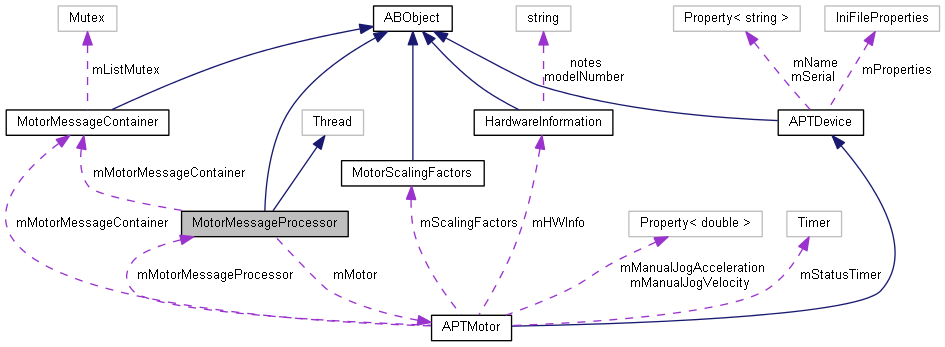 Mutex
ABObject
string
Property< string >
IniFileProperties
mListMutex
notes
modelNumber
mName
mSerial
mProperties
MotorMessageContainer
Thread
HardwareInformation
APTDevice
mMotorMessageContainer
MotorScalingFactors
mMotorMessageContainer
MotorMessageProcessor
mScalingFactors
mHWInfo
Property< double >
Timer
mMotorMessageProcessor
mMotor
mManualJogAcceleration
mManualJogVelocity
mStatusTimer
APTMotor